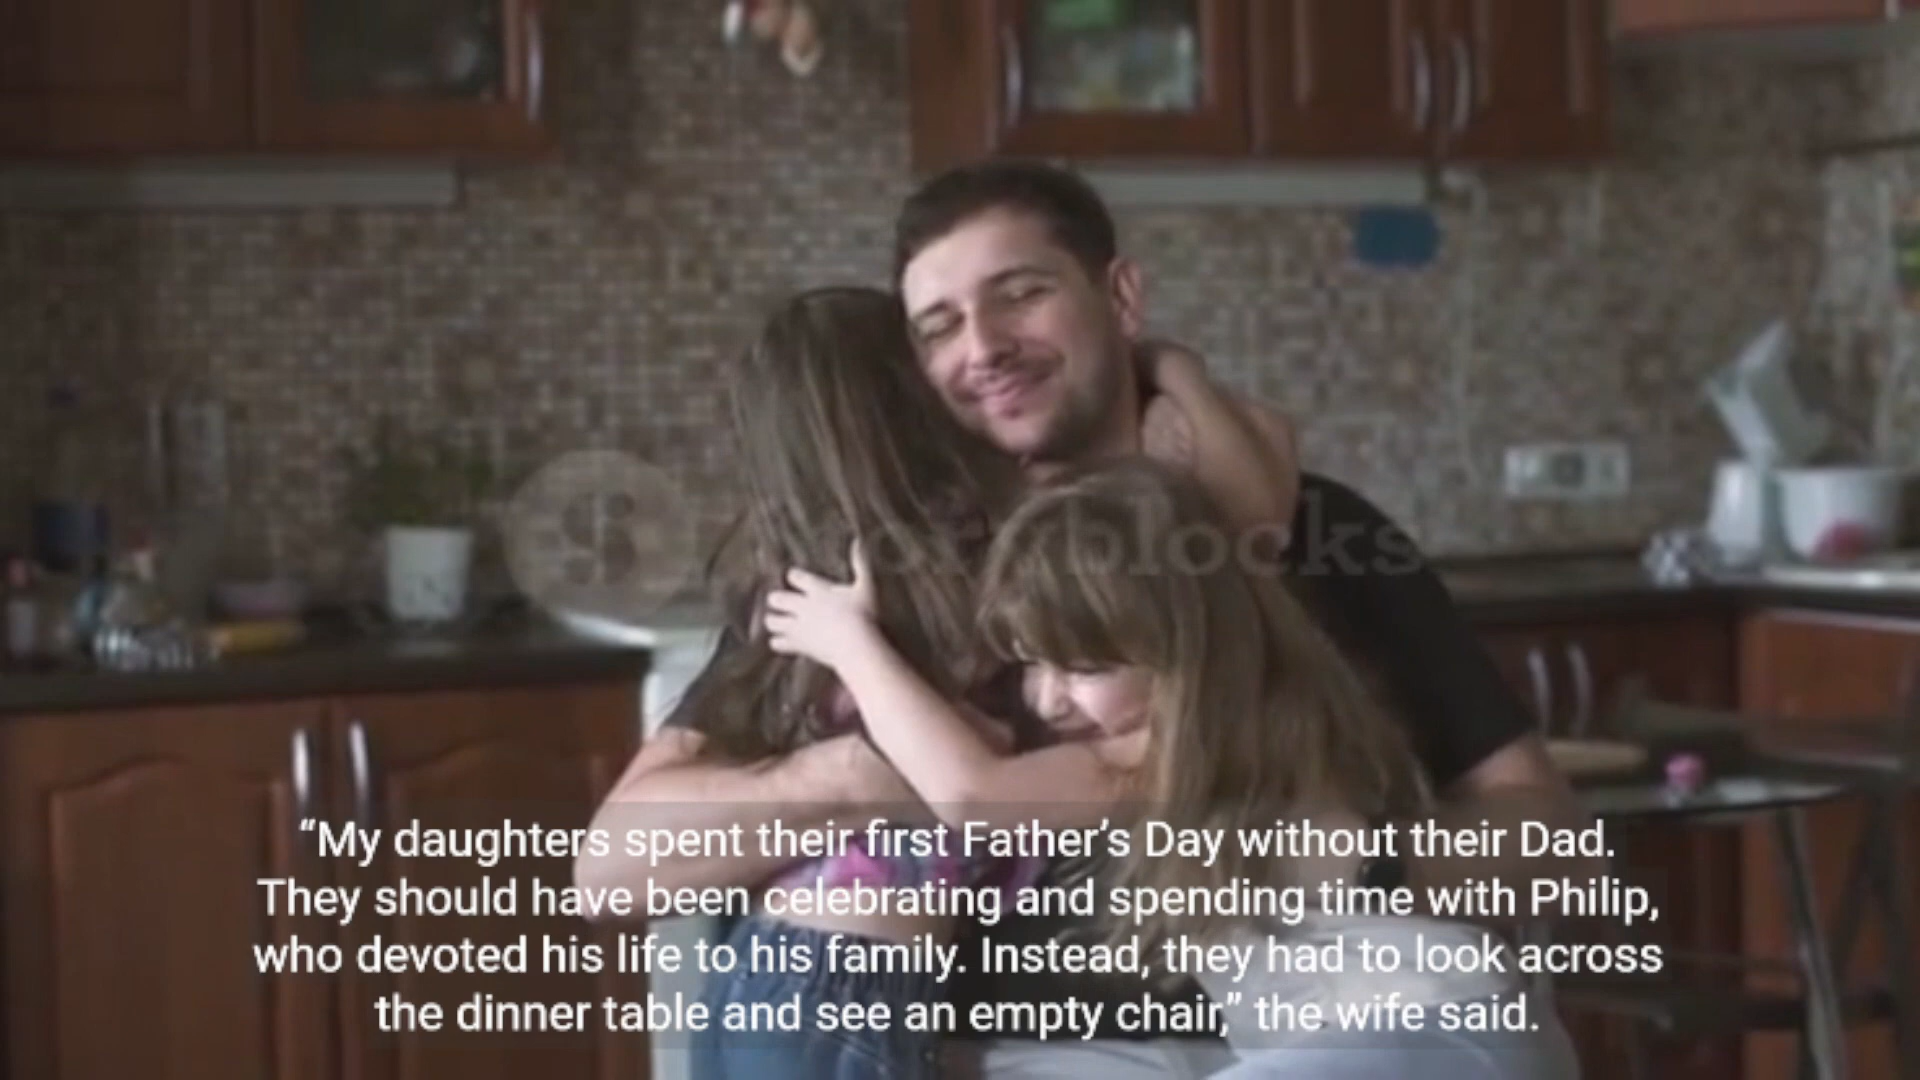 storyblocks
“My daughters spent their first Father’s Day without their Dad.
They should have been celebrating and spending time with Philip,
who devoted his life to his family. Instead, they had to look across
the dinner table and see an empty chair,” the wife said.